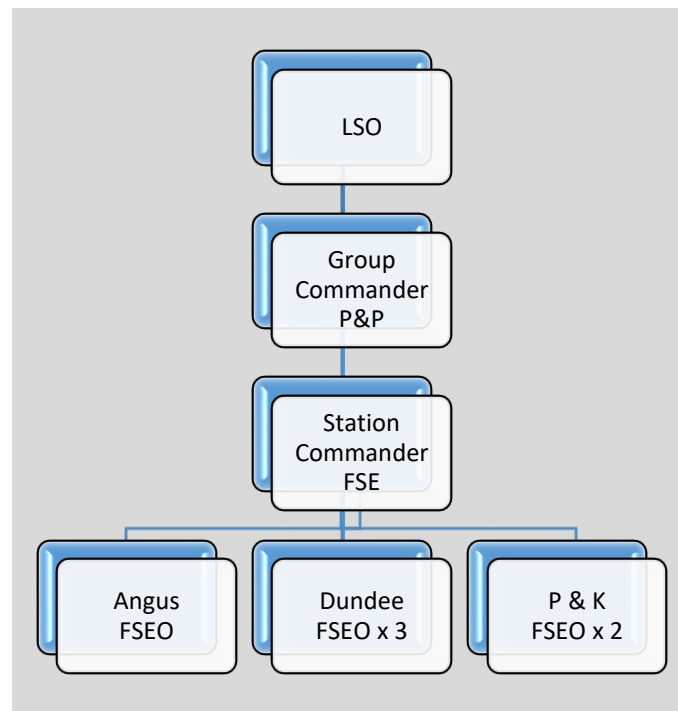 LSO
Group
Commander
P&P
Station
Commander
FSE
Angus
FSEO
Dundee
FSEO x 3
P & K
FSEO x 2